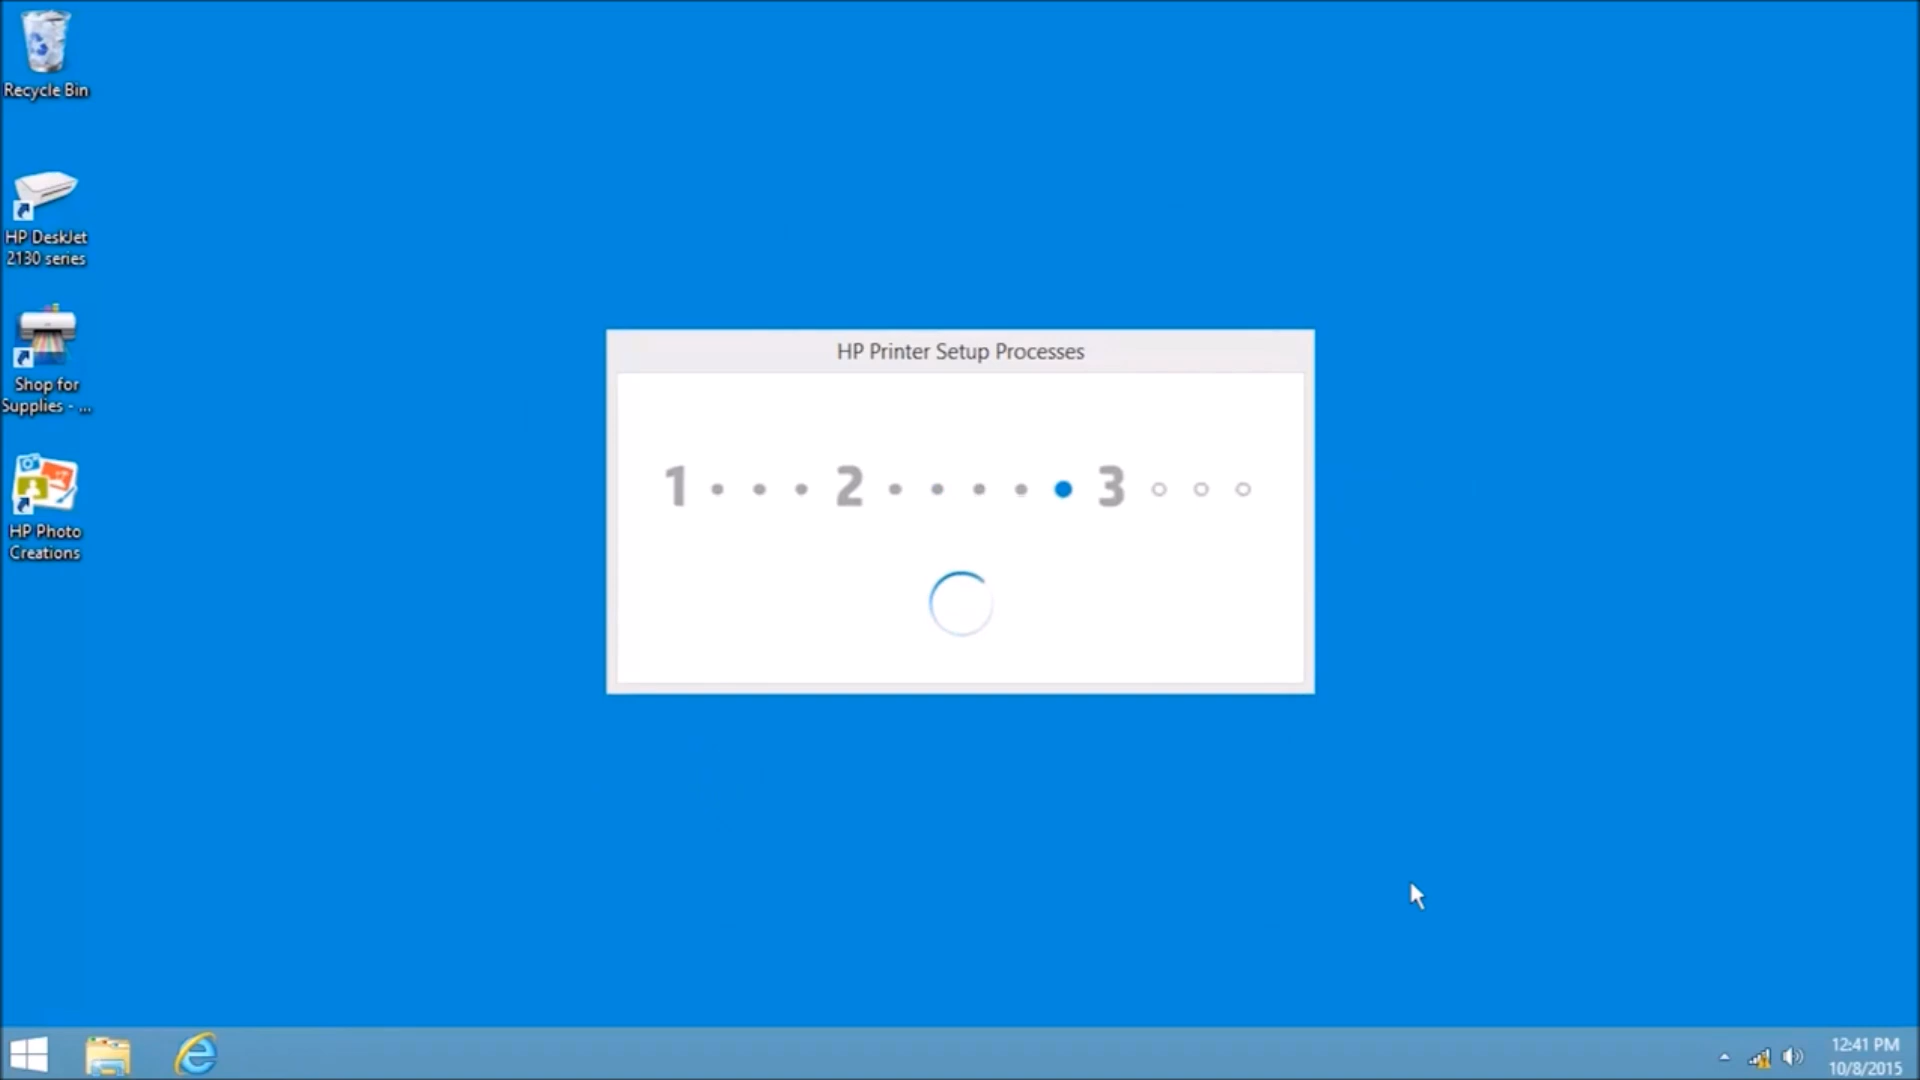 Recycle Bin
HP DeskJet
2130 series
Shop for
Supplies - ...
HP Photo
Creations
HP Printer Setup Processes
1 2 3
12:41 PM
10/8/2015